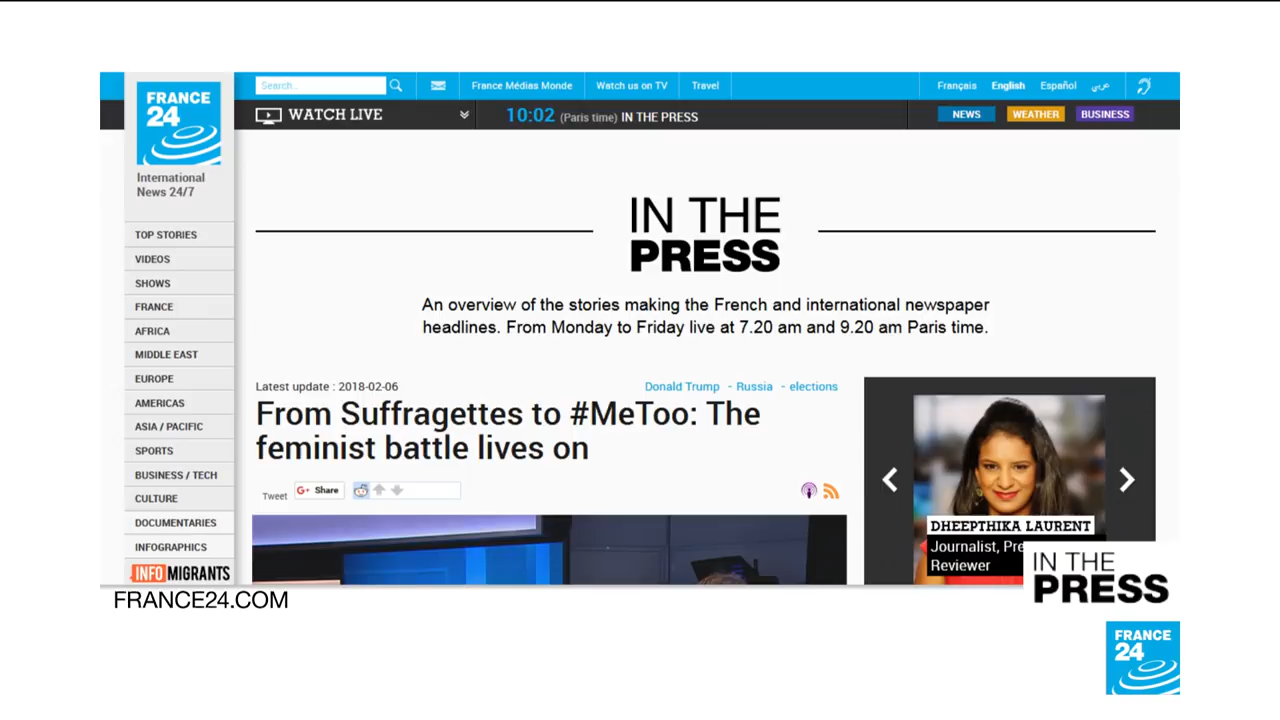 FRANCE
24
International
News 24/7
Search...
France Médias Monde
Watch us on TV
Travel
Français
English
Español
عربي
WATCH LIVE
10:02 (Paris time) IN THE PRESS
NEWS
WEATHER
BUSINESS
TOP STORIES
VIDEOS
SHOWS
FRANCE
AFRICA
MIDDLE EAST
EUROPE
AMERICAS
ASIA / PACIFIC
SPORTS
BUSINESS / TECH
CULTURE
DOCUMENTARIES
INFOGRAPHICS
INFOMIGRANTS
IN THE
PRESS
An overview of the stories making the French and international newspaper
headlines. From Monday to Friday live at 7.20 am and 9.20 am Paris time.
Latest update : 2018-02-06
Donald Trump - Russia - elections
From Suffragettes to #MeToo: The
feminist battle lives on
Tweet
G+ Share
DHEEPTHIKA LAURENT
Journalist, Pre
Reviewer
FRANCE24.COM
IN THE
PRESS
FRANCE
24